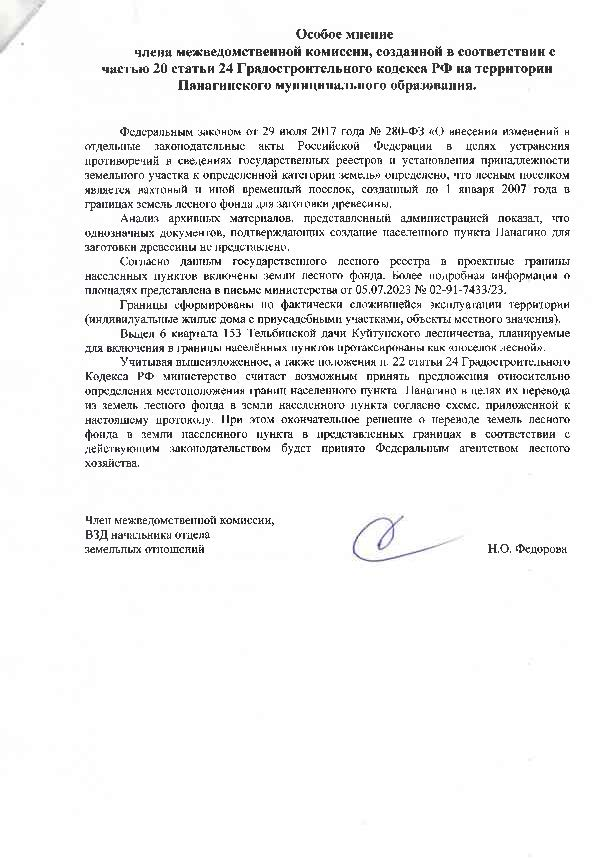 Особое мнение
члена межведомственной комиссии, созданной в соответствии с
частью 20 статьи 24 Градостроительного кодекса РФ на территории
Панагинского муниципального образования.
Федеральным законом от 29 июля 2017 года № 280-ФЗ «О внесении изменений в
отдельные законодательные акты Российской Федерации в целях устранения
противоречий в сведениях государственных реестров и установления принадлежности
земельного участка к определенной категории земель» определено, что лесным поселком
является вахтовый и иной временный поселок, созданный до 1 января 2007 года в
границах земель лесного фонда для заготовки древесины.
Анализ архивных материалов, представленный администрацией показал, что
однозначных документов, подтверждающих создание населенного пункта Панагино для
заготовки древесины не представлено.
Согласно данным государственного лесного реестра в проектные границы
населенных пунктов включены земли лесного фонда. Более подробная информация о
площадях представлена в письме министерства от 05.07.2023 № 02-91-7433/23.
Границы сформированы по фактически сложившейся эксплуатации территории
(индивидуальные жилые дома с приусадебными участками, объекты местного значения).
Выдел 6 квартала 153 Тельбинской дачи Куйтунского лесничества, планируемые
для включения в границы населённых пунктов протаксированы как «поселок лесной».
Учитывая вышеизложенное, а также положения п. 22 статьи 24 Градостроительного
Кодекса РФ министерство считает возможным принять предложения относительно
определения местоположения границ населенного пункта Панагино в целях их перевода
из земель лесного фонда в земли населенного пункта согласно схеме, приложенной к
настоящему протоколу. При этом окончательное решение о переводе земель лесного
фонда в земли населенного пункта в представленных границах в соответствии с
действующим законодательством будет принято Федеральным агентством лесного
хозяйства.
Член межведомственной комиссии,
ВЗД начальника отдела
земельных отношений Н.О. Федорова